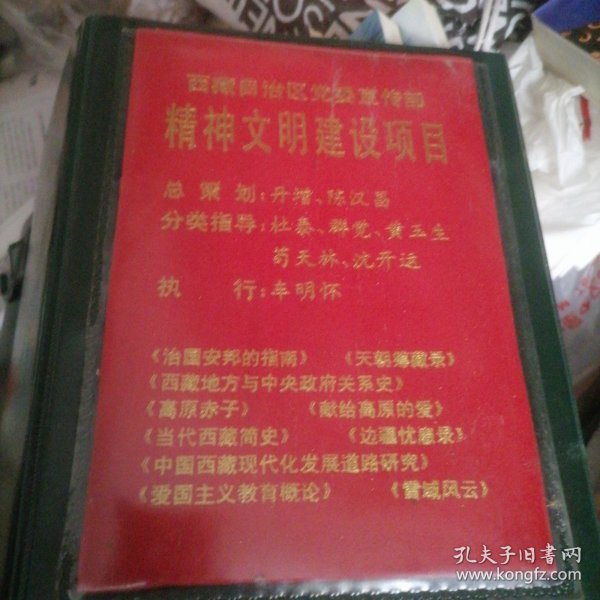 西藏自治区党委宣传部
精神文明建设项目
总策划：丹增、陈汉昌
分类指导：杜泰、群觉、黄玉生
苟天林、沈开运
执行：车明怀
《治国安邦的指南》 《天朝筹藏录》
《西藏地方与中央政府关系史》
《高原赤子》 《献给高原的爱》
《当代西藏简史》 《边疆忧患录》
《中国西藏现代化发展道路研究》
《爱国主义教育概论》 《雪域风云》
孔夫子旧书网
www.kongfz.com